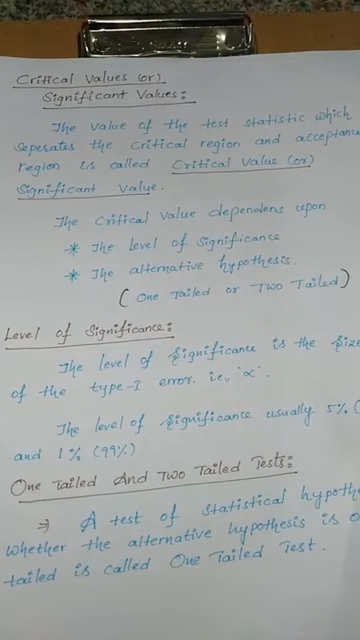 Critical Values (or)
Significant Values:
The value of the test statistic which
seperates the critical region and acceptance
region is called Critical Value (or)
Significant Value.
The Critical value dependens upon
* The level of Significance
* The alternative hypothesis.
( One Tailed or Two Tailed)
Level of Significance:
The level of Significance is the Size
of the type-I error. i.e., 'α'.
The level of Significance usually 5% (
and 1% (99%)
One Tailed And Two Tailed Tests:
⇒ A test of statistical hypothe
whether the alternative hypothesis is o
tailed is called One Tailed Test.